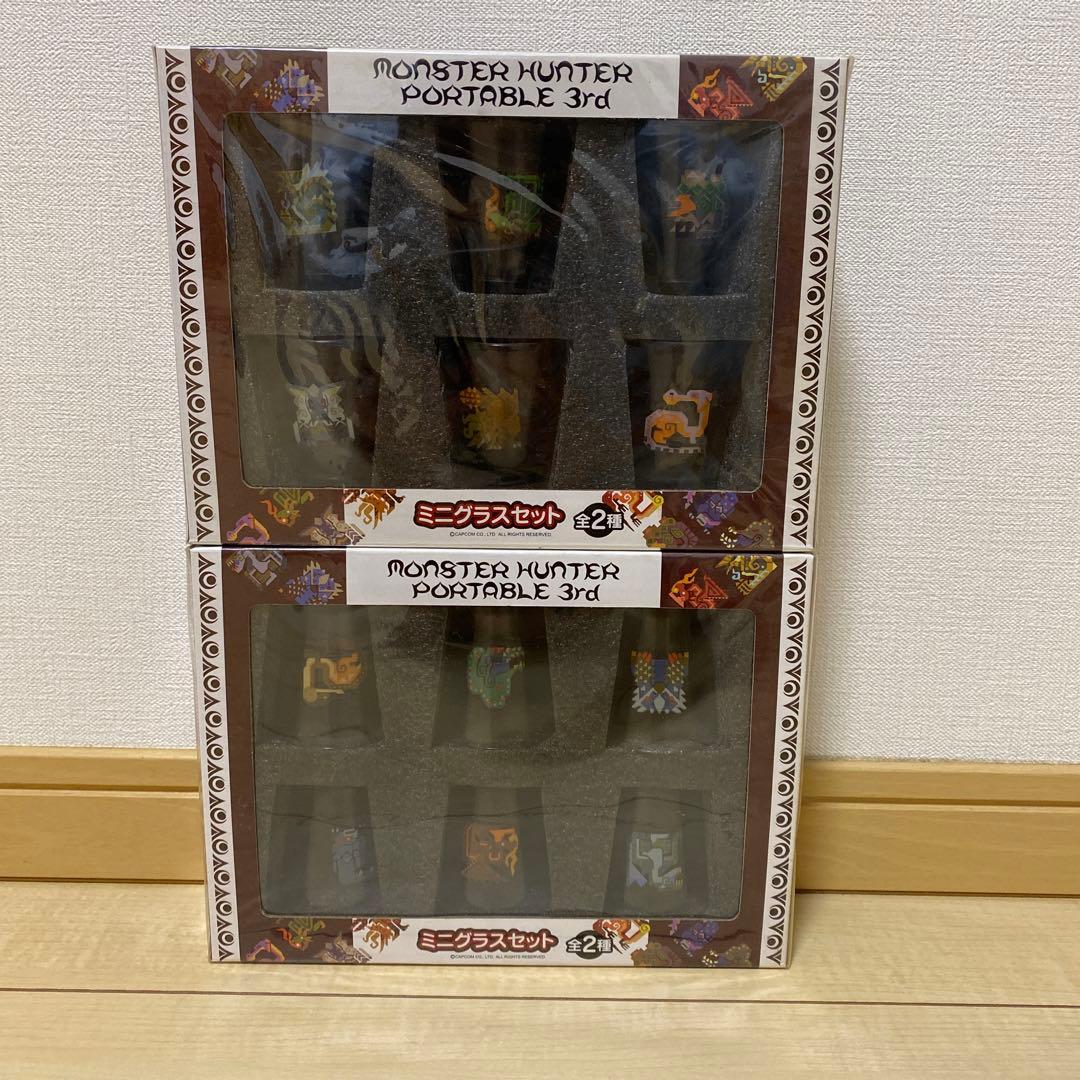 MONSTER HUNTER
PORTABLE 3rd
ミニグラスセット 全2種
©CAPCOM CO., LTD. ALL RIGHTS RESERVED.
MONSTER HUNTER
PORTABLE 3rd
ミニグラスセット 全2種
©CAPCOM CO., LTD. ALL RIGHTS RESERVED.